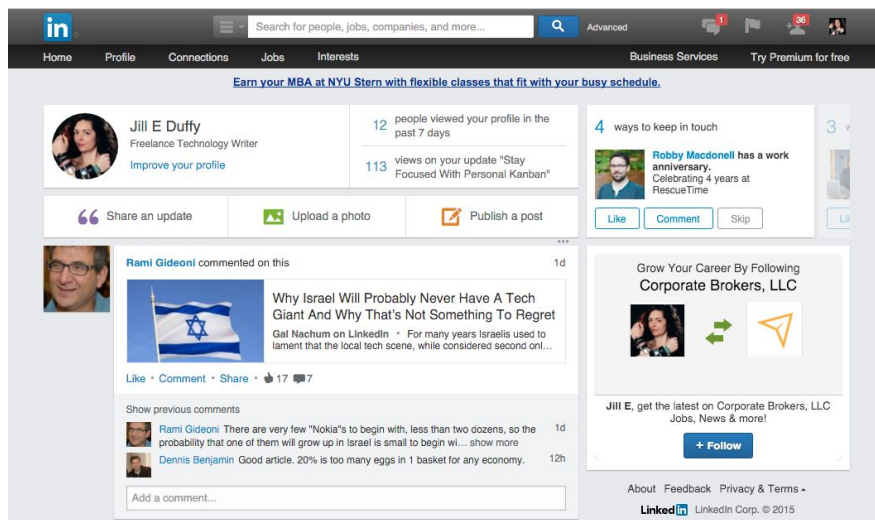 in
Search for people, jobs, companies, and more...
Advanced
1
36
Home Profile Connections Jobs Interests Business Services Try Premium for free
Earn your MBA at NYU Stern with flexible classes that fit with your busy schedule.
Jill E Duffy
Freelance Technology Writer
Improve your profile
12 people viewed your profile in the
past 7 days
113 views on your update "Stay
Focused With Personal Kanban"
4 ways to keep in touch
Robby Macdonell has a work
anniversary.
Celebrating 4 years at
RescueTime
Like Comment Skip
3
Share an update Upload a photo Publish a post
Rami Gideoni commented on this 1d
Why Israel Will Probably Never Have A Tech
Giant And Why That's Not Something To Regret
Gal Nachum on LinkedIn • For many years Israelis used to
lament that the local tech scene, while considered second onl...
Like • Comment • Share • 17 7
Show previous comments
Rami Gideoni There are very few "Nokia"s to begin with, less than two dozens, so the 1d
probability that one of them will grow up in Israel is small to begin wi... show more
Dennis Benjamin Good article. 20% is too many eggs in 1 basket for any economy. 12h
Add a comment...
Grow Your Career By Following
Corporate Brokers, LLC
Jill E, get the latest on Corporate Brokers, LLC
Jobs, News & more!
+ Follow
About Feedback Privacy & Terms
Linked in LinkedIn Corp. © 2015